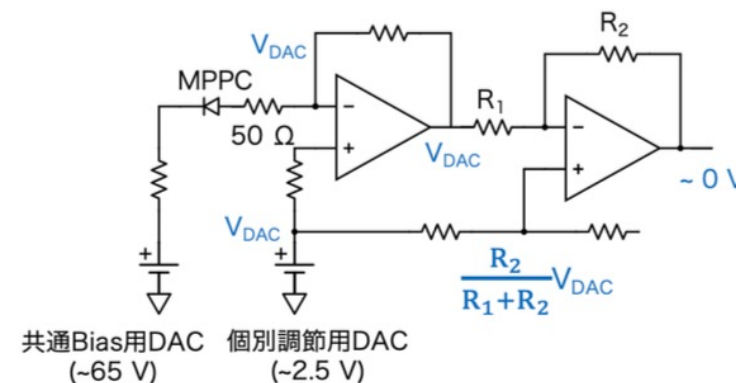 V_DAC
R₂
MPPC
R₁
−
50 Ω
+
V_DAC
−
+
~ 0 V
V_DAC
R₂
R₁+R₂
V_DAC
+
+
共通Bias用DAC
(~65 V)
個別調節用DAC
(~2.5 V)